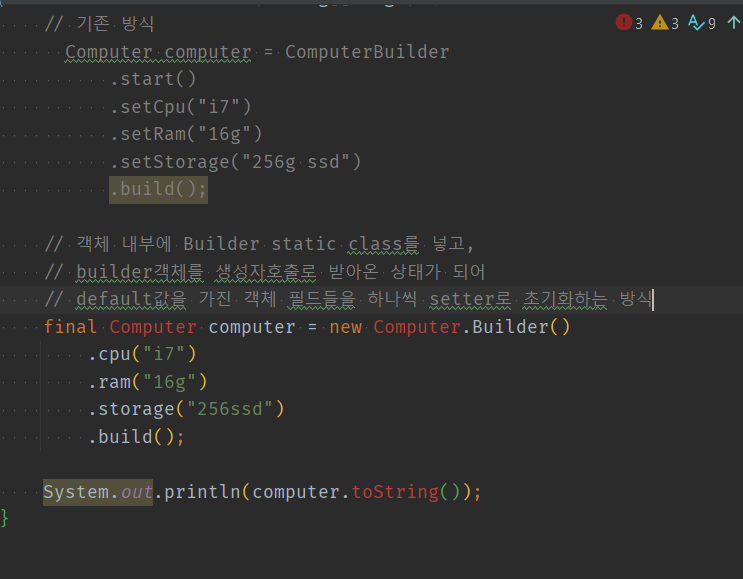 // 기존 방식
3 3 9
Computer computer = ComputerBuilder
.start()
.setCpu("i7")
.setRam("16g")
.setStorage("256g ssd")
.build();
// 객체 내부에 Builder static class를 넣고,
// builder객체를 생성자호출로 받아온 상태가 되어
// default값을 가진 객체 필드들을 하나씩 setter로 초기화하는 방식
final Computer computer = new Computer.Builder()
.cpu("i7")
.ram("16g")
.storage("256ssd")
.build();
System.out.println(computer.toString());
}